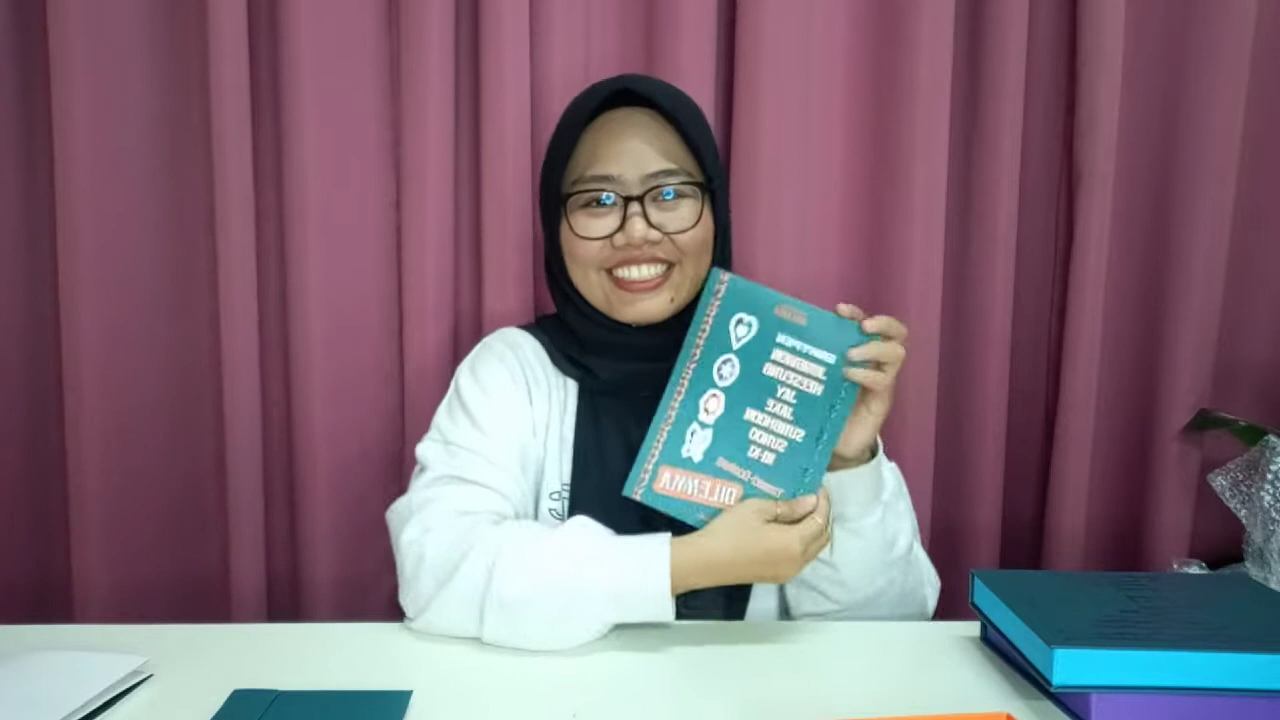 ENHYPEN
JUNGWON
HEESEUNG
JAY
JAKE
SUNGHOON
SUNOO
NI-KI
DILEMMA